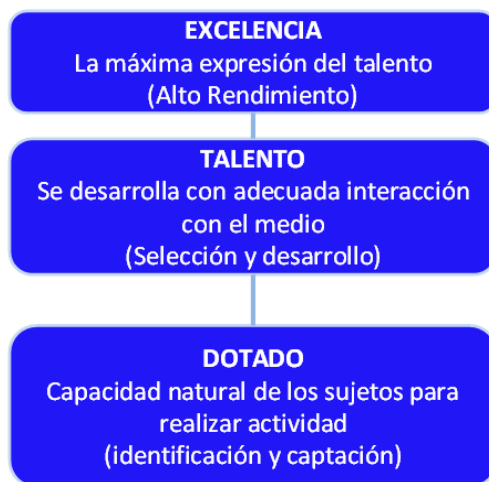 EXCELENCIA
La máxima expresión del talento
(Alto Rendimiento)
TALENTO
Se desarrolla con adecuada interacción
con el medio
(Selección y desarrollo)
DOTADO
Capacidad natural de los sujetos para
realizar actividad
(identificación y captación)